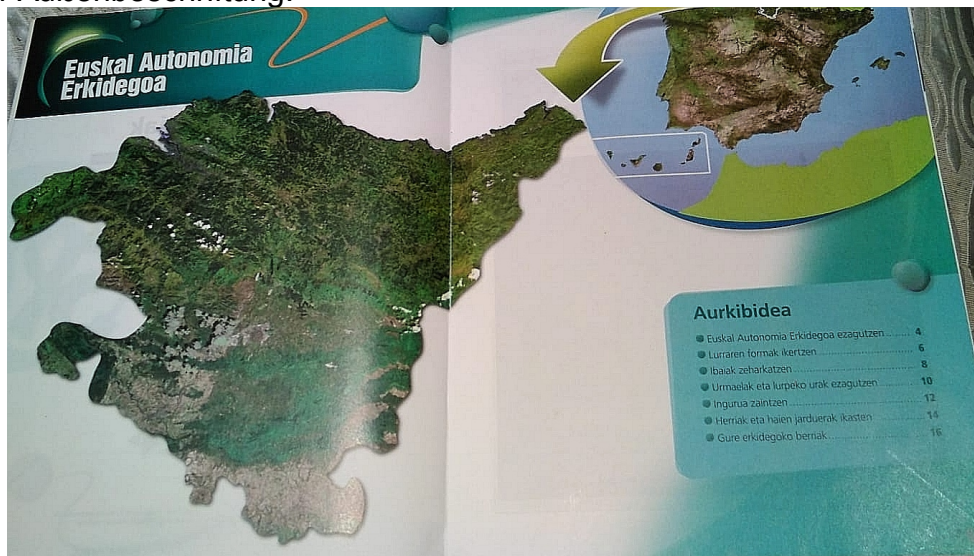 Euskal Autonomia
Erkidegoa
Aurkibidea
Euskal Autonomia Erkidegoa ezagutzen ........ 4
Lurraren formak ikertzen ........ 6
Ibaiak zeharkatzen ........ 8
Urmaelak eta lurpeko urak ezagutzen ........ 10
Ingurua zaintzen ........ 12
Herriak eta haien jarduerak ikasten ........ 14
Gure erkidegoko berriak ........ 16